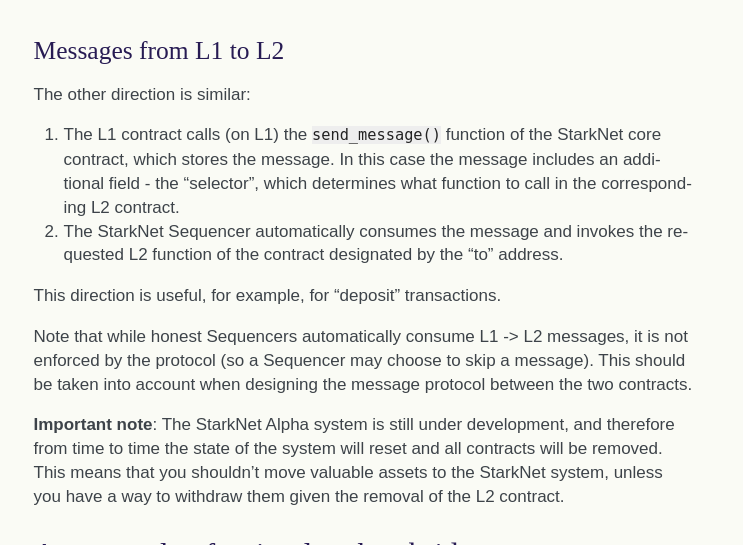 Messages from L1 to L2
The other direction is similar:
1. The L1 contract calls (on L1) the send_message() function of the StarkNet core
contract, which stores the message. In this case the message includes an addi-
tional field - the “selector”, which determines what function to call in the correspond-
ing L2 contract.
2. The StarkNet Sequencer automatically consumes the message and invokes the re-
quested L2 function of the contract designated by the “to” address.
This direction is useful, for example, for “deposit” transactions.
Note that while honest Sequencers automatically consume L1 -> L2 messages, it is not
enforced by the protocol (so a Sequencer may choose to skip a message). This should
be taken into account when designing the message protocol between the two contracts.
Important note: The StarkNet Alpha system is still under development, and therefore
from time to time the state of the system will reset and all contracts will be removed.
This means that you shouldn’t move valuable assets to the StarkNet system, unless
you have a way to withdraw them given the removal of the L2 contract.